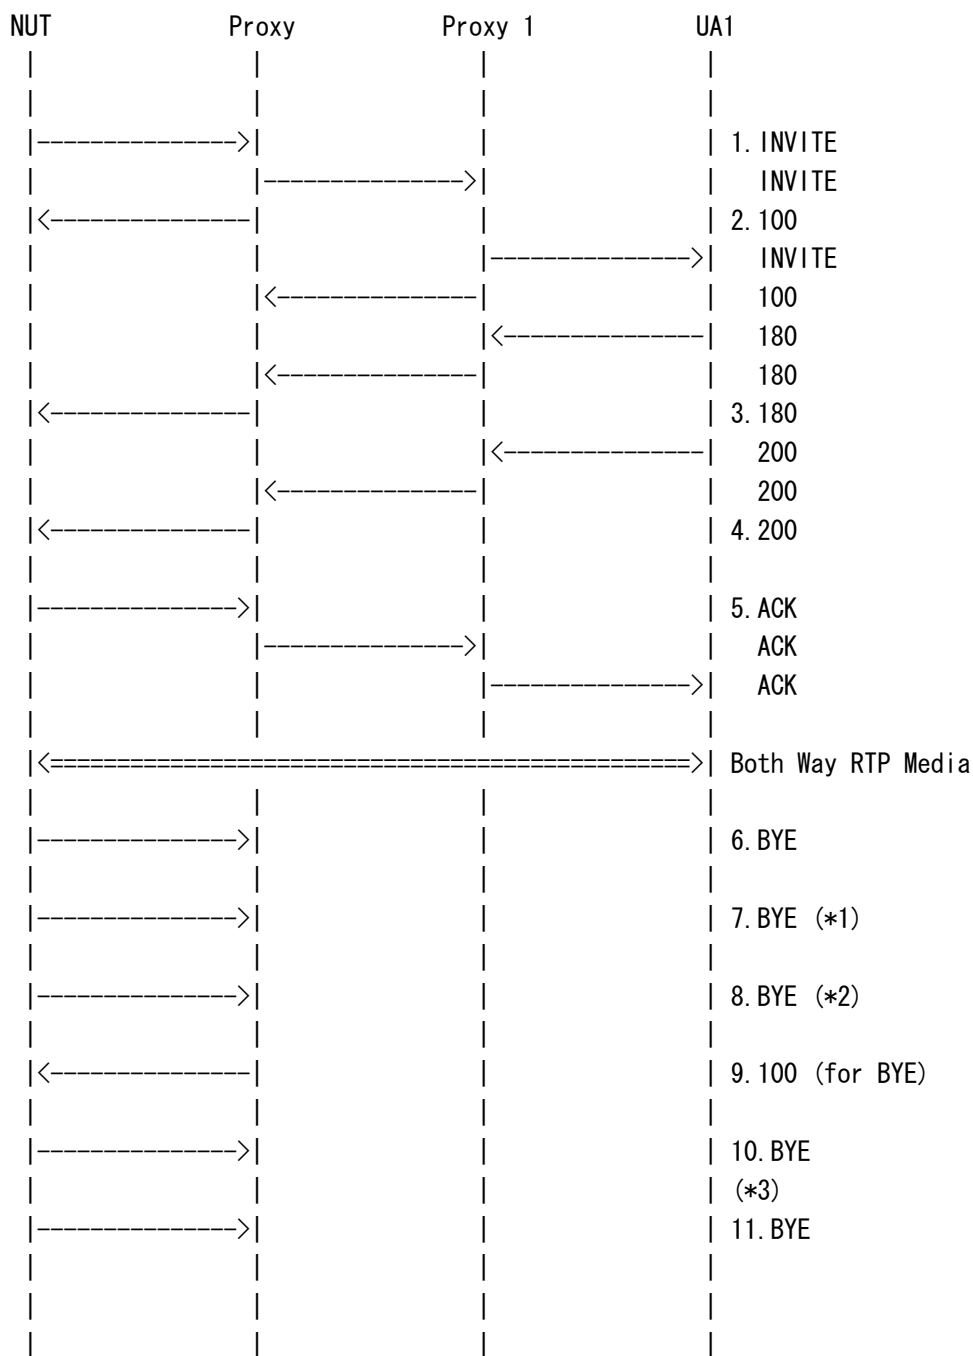 NUT Proxy Proxy 1 UA1
| | | |
| | | |
|--------------->| | | 1. INVITE
| |--------------->| | INVITE
|<---------------| | | 2. 100
| | |--------------->| INVITE
| |<---------------| | 100
| | |<---------------| 180
| |<---------------| | 180
|<---------------| | | 3. 180
| | |<---------------| 200
| |<---------------| | 200
|<---------------| | | 4. 200
| | | |
|--------------->| | | 5. ACK
| |--------------->| | ACK
| | |--------------->| ACK
| | | |
|<================================================>| Both Way RTP Media
| | | |
|--------------->| | | 6. BYE
| | | |
|--------------->| | | 7. BYE (*1)
| | | |
|--------------->| | | 8. BYE (*2)
| | | |
|<---------------| | | 9. 100 (for BYE)
| | | |
|--------------->| | | 10. BYE
| | | | (*3)
|--------------->| | | 11. BYE
| | | |
| | | |
| | | |